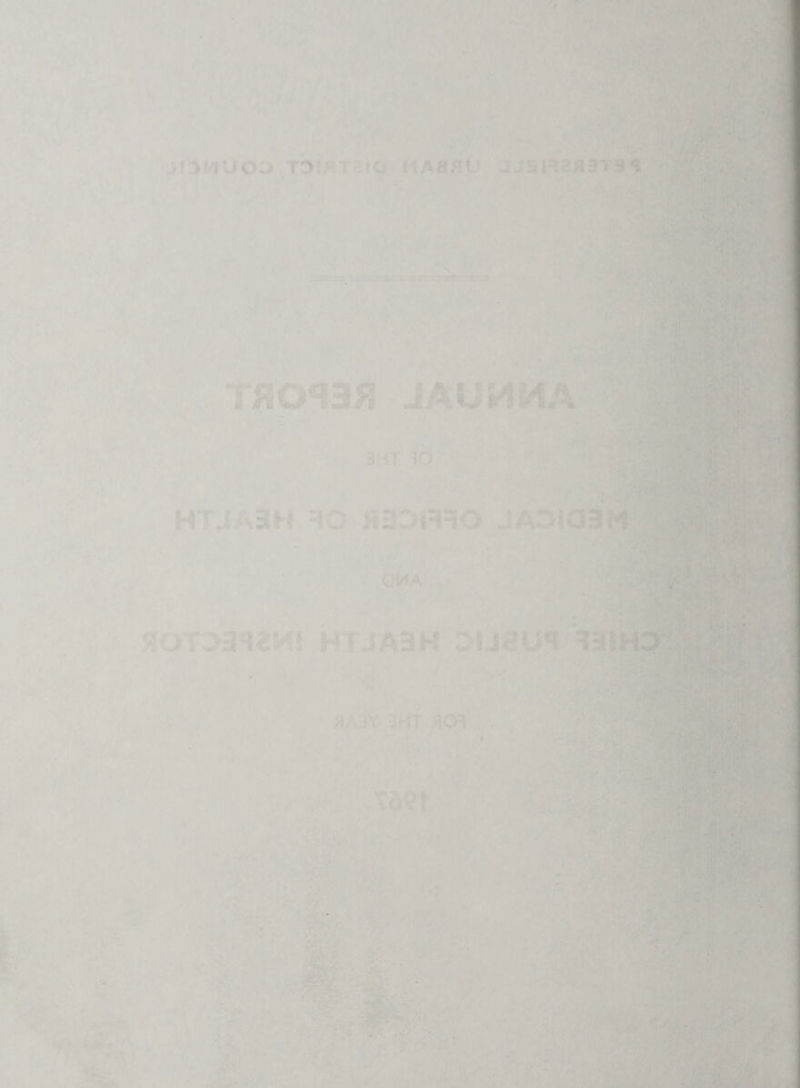 PETERSFIELD URBAN DISTRICT COUNCIL
ANNUAL REPORT
OF THE
MEDICAL OFFICER OF HEALTH
AND
CHIEF PUBLIC HEALTH INSPECTOR
FOR THE YEAR
1967